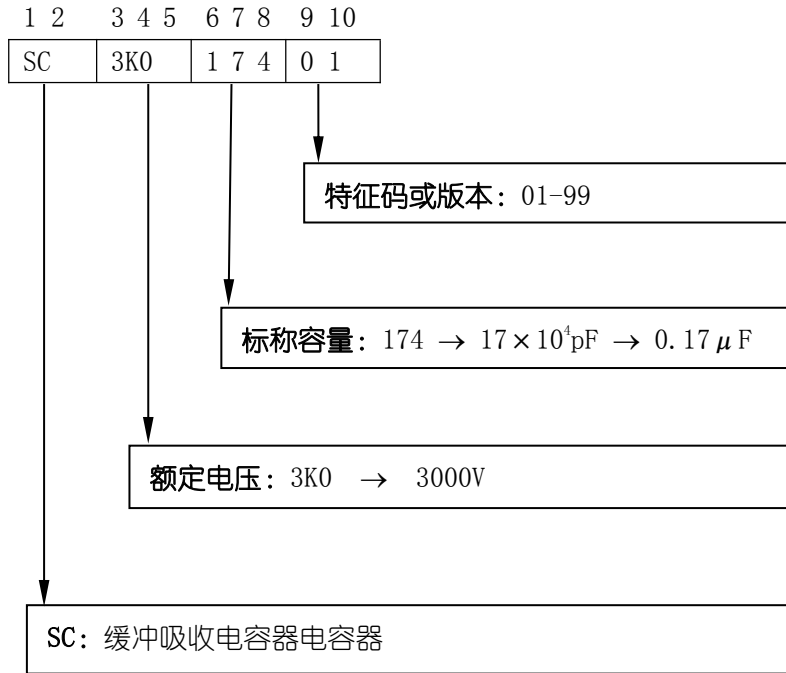 1 2 3 4 5 6 7 8 9 10
SC 3K0 1 7 4 0 1
特征码或版本: 01-99
标称容量: 174 → 17×10⁴pF → 0.17μF
额定电压: 3K0 → 3000V
SC: 缓冲吸收电容器电容器